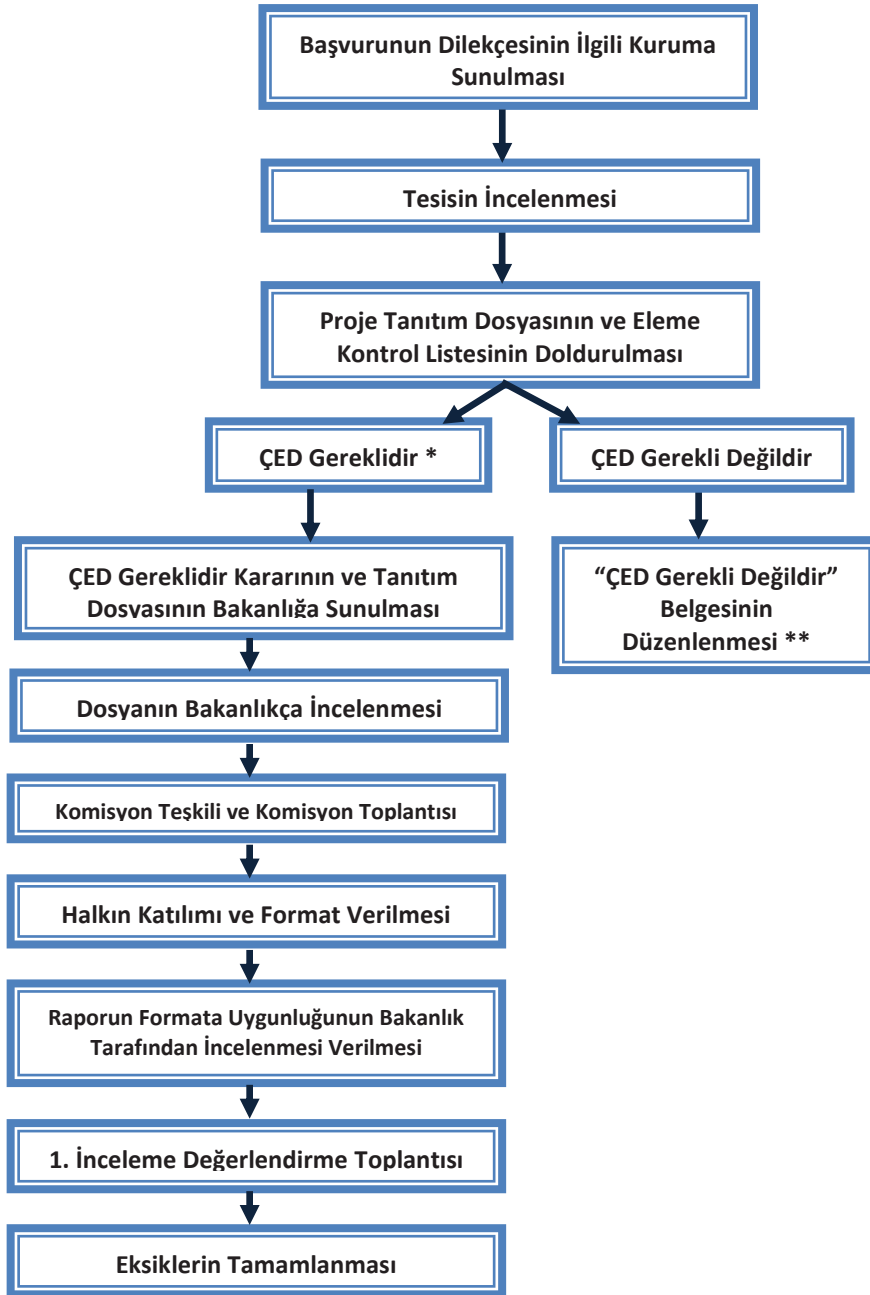 Başvurunun Dilekçesinin İlgili Kuruma
Sunulması
Tesisin İncelenmesi
Proje Tanıtım Dosyasının ve Eleme
Kontrol Listesinin Doldurulması
ÇED Gereklidir *
ÇED Gerekli Değildir
ÇED Gereklidir Kararının ve Tanıtım
Dosyasının Bakanlığa Sunulması
“ÇED Gerekli Değildir”
Belgesinin
Düzenlenmesi **
Dosyanın Bakanlıkça İncelenmesi
Komisyon Teşkili ve Komisyon Toplantısı
Halkın Katılımı ve Format Verilmesi
Raporun Formata Uygunluğunun Bakanlık
Tarafından İncelenmesi Verilmesi
1. İnceleme Değerlendirme Toplantısı
Eksiklerin Tamamlanması